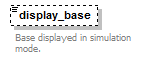 display_base
Base displayed in simulation
mode.